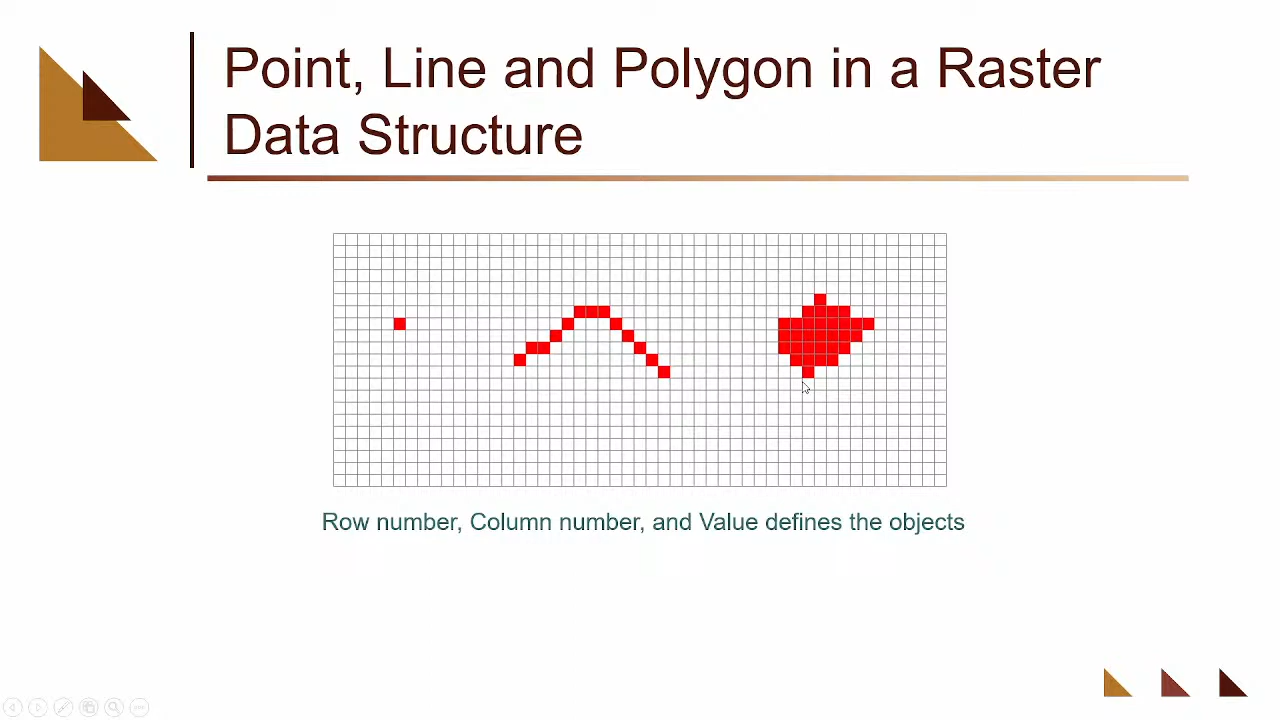 Point, Line and Polygon in a Raster
Data Structure
Row number, Column number, and Value defines the objects